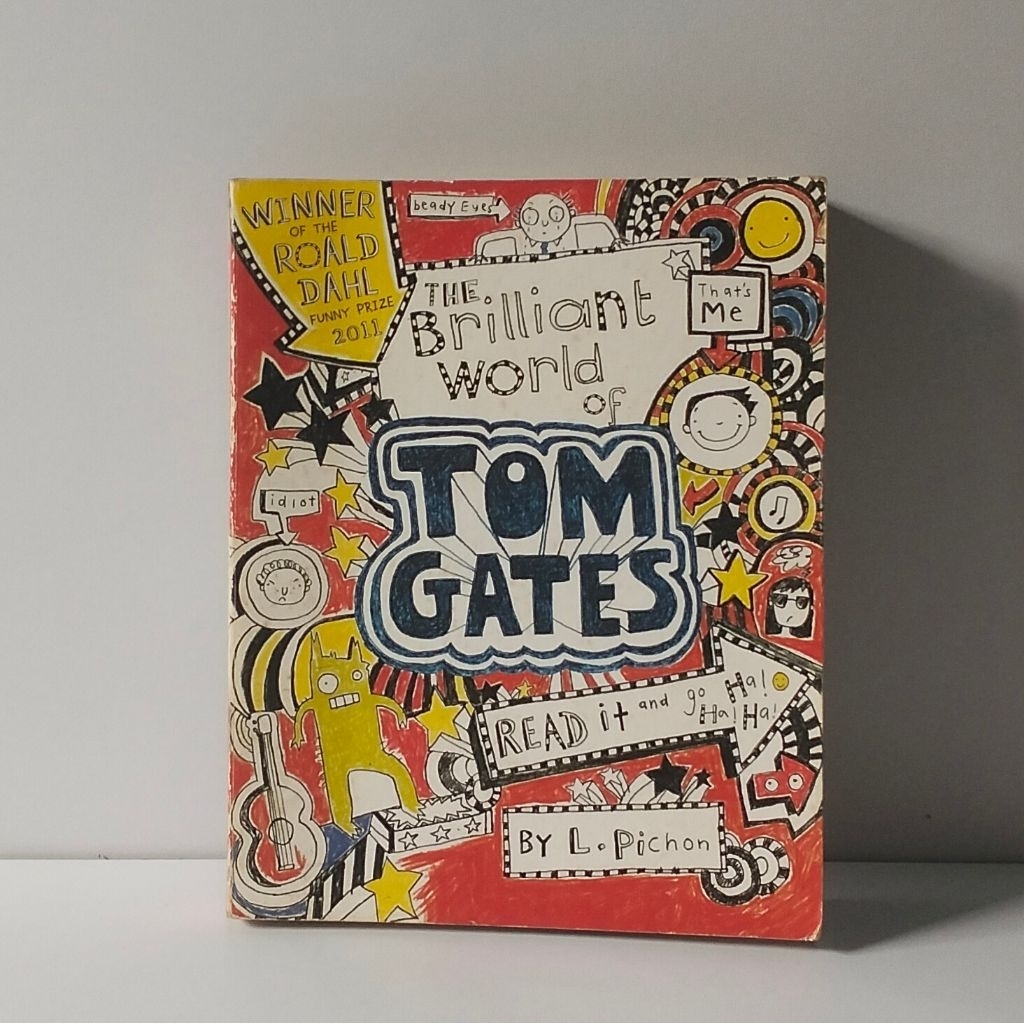 WINNER
OF THE
ROALD
DAHL
FUNNY PRIZE
2011
beady Eyes
THE
Brilliant
World
of
That's
Me
TOM
GATES
idiot
READ it and go Ha!
Ha! Ha!
BY L. Pichon